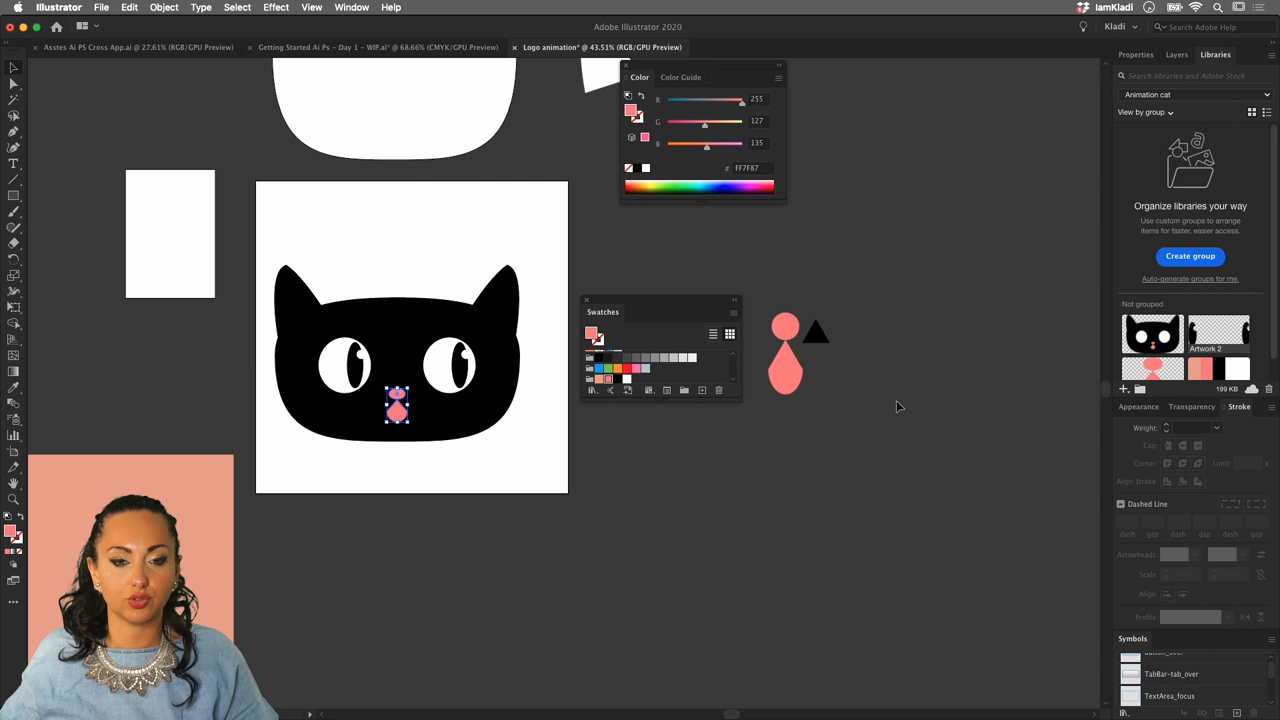 Illustrator File Edit Object Type Select Effect View Window Help
IamKladi
Adobe Illustrator 2020
Kladi
Search Adobe Help
Asstes Ai PS Cross App.ai @ 27.61% (RGB/GPU Preview)
Getting Started Ai Ps - Day 1 - WIP.ai* @ 68.66% (CMYK/GPU Preview)
Logo animation* @ 43.51% (RGB/GPU Preview)
Properties Layers Libraries
Search libraries and Adobe Stock
Animation cat
View by group
Color Color Guide
R 255
G 127
B 135
# FF7F87
Organize libraries your way
Use custom groups to arrange
items for faster, easier access.
Create group
Auto-generate groups for me.
Not grouped
Artwork 2
199 KB
Swatches
Appearance Transparency Stroke
Weight:
Cap:
Corner: Limit:
Align Stroke:
Dashed Line
dash gap dash gap dash gap
Arrowheads:
Scale:
Align:
Profile:
Symbols
button_over
TabBar-tab_over
TextArea_focus